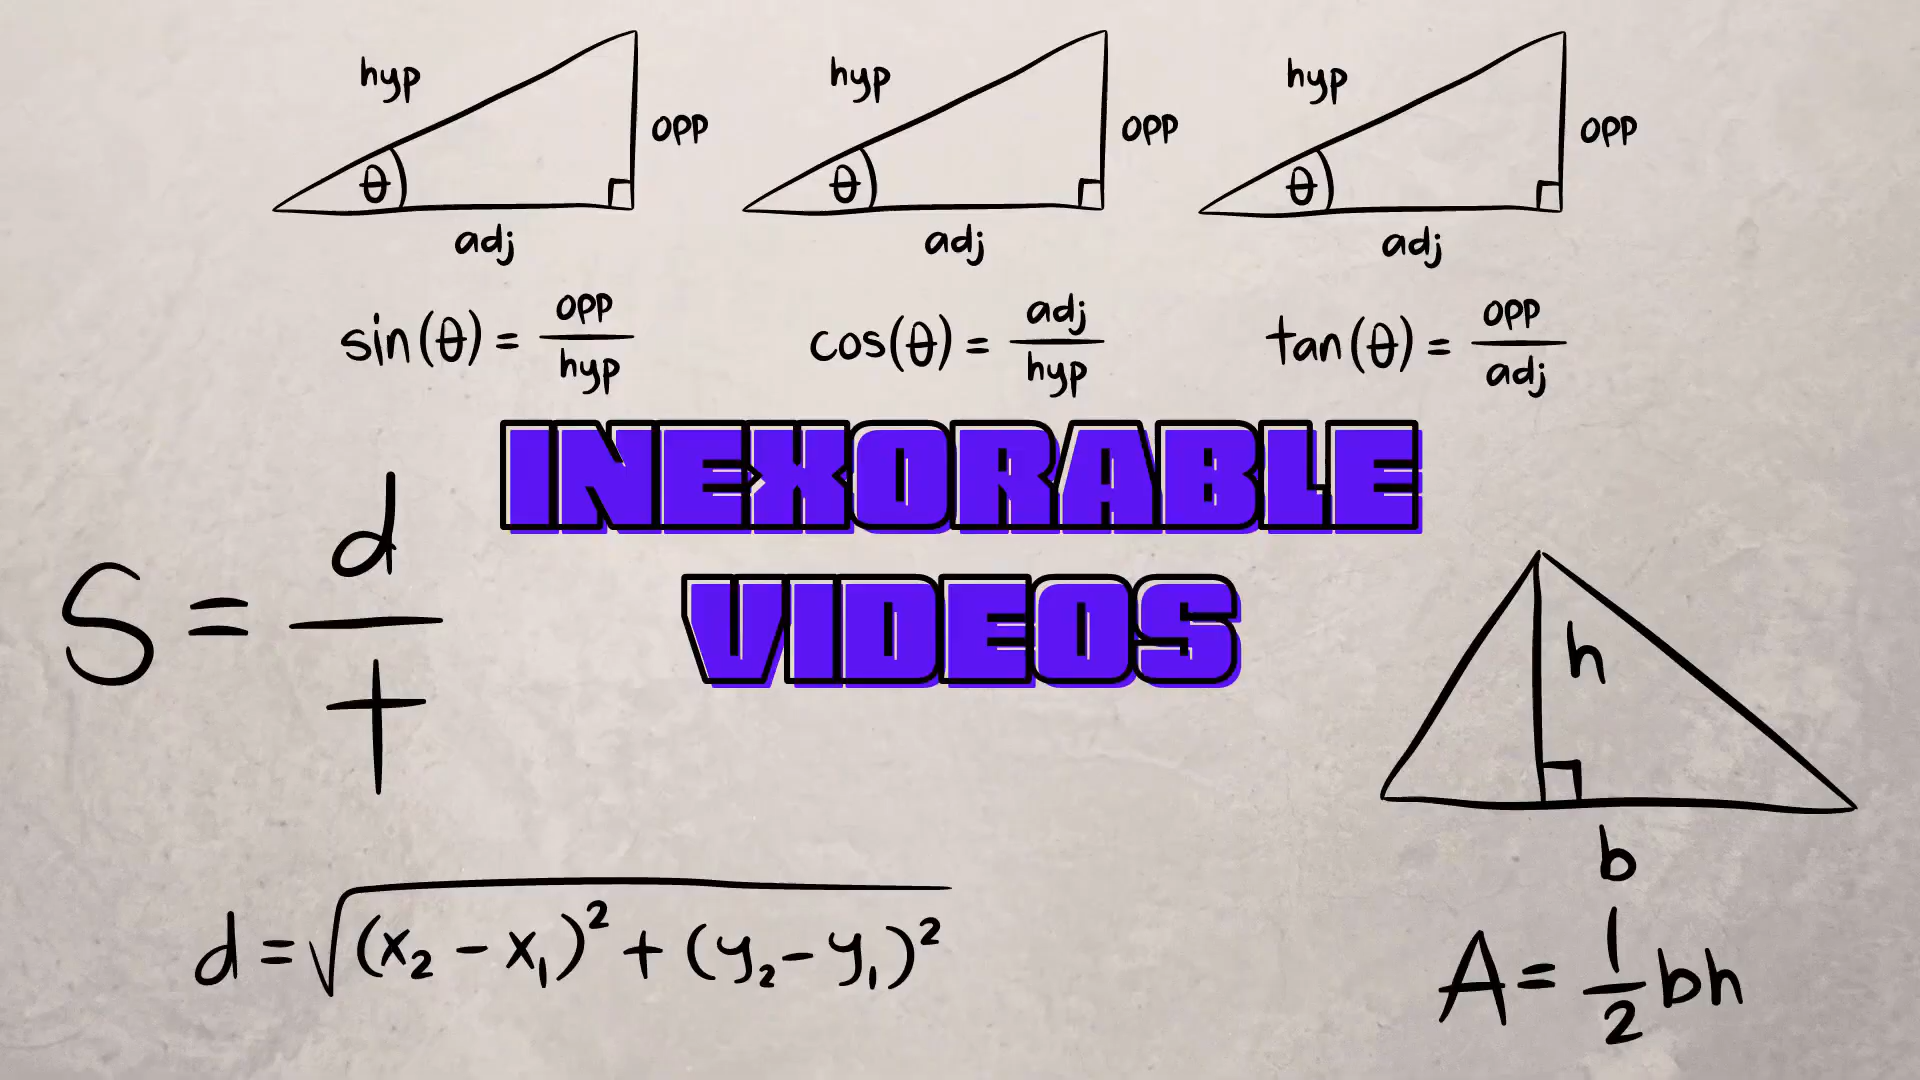 hyp
opp
θ
adj
sin(θ) = opp/hyp
hyp
opp
θ
adj
cos(θ) = adj/hyp
hyp
opp
θ
adj
tan(θ) = opp/adj
INEXORABLE
VIDEOS
S = d/t
h
b
d = √(x₂ - x₁)² + (y₂ - y₁)²
A = 1/2 bh